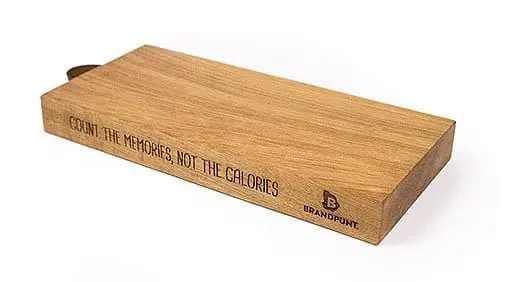 COUNT THE MEMORIES, NOT THE CALORIES
B
BRANDPUNT.